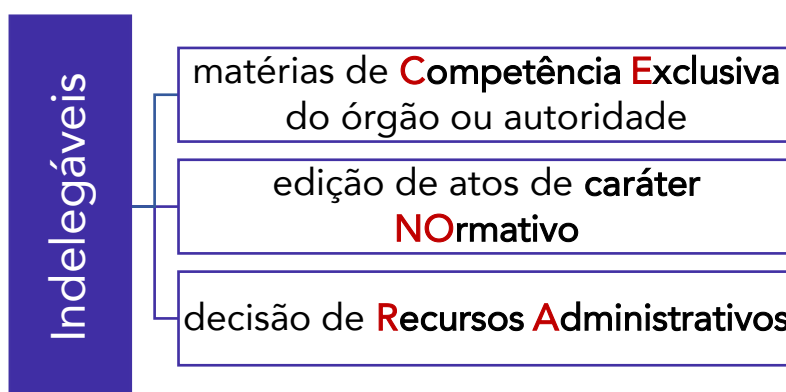 Indelegáveis
matérias de Competência Exclusiva
do órgão ou autoridade
edição de atos de caráter
NOrmativo
decisão de Recursos Administrativos